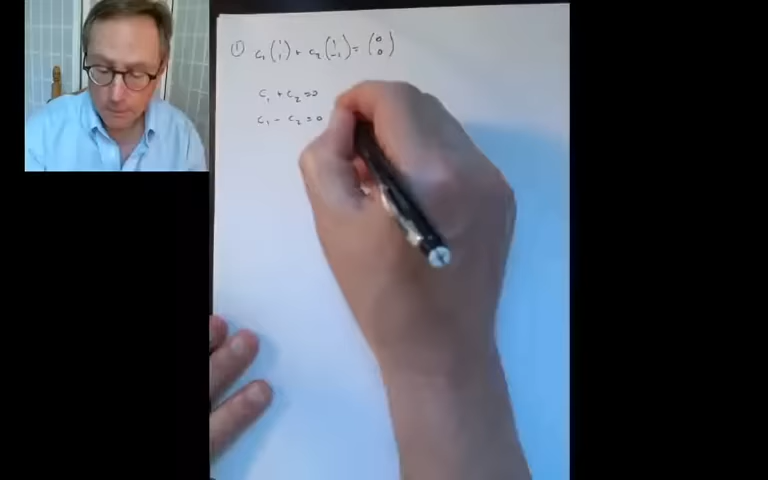 ① c₁ (1 1) + c₂ (1 -1) = (0 0)
c₁ + c₂ = 0
c₁ - c₂ = 0